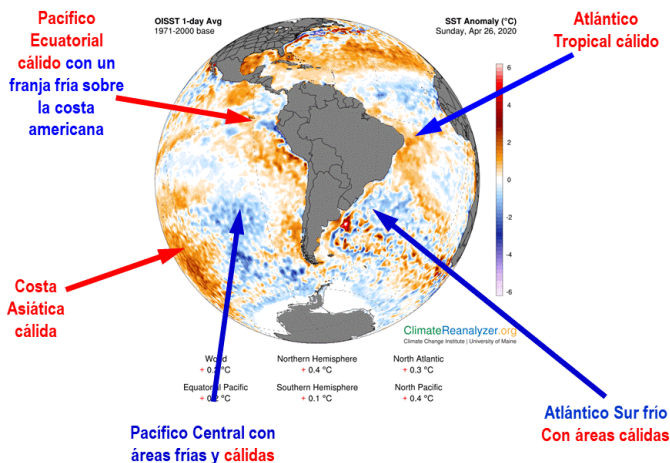 Pacífico
Ecuatorial
cálido con un
franja fría sobre
la costa
americana
OISST 1-day Avg
1971-2000 base
SST Anomaly (°C)
Sunday, Apr 26, 2020
Atlántico
Tropical cálido
6
4
2
0
-2
-4
-6
Costa
Asiática
cálida
ClimateReanalyzer.org
Climate Change Institute | University of Maine
Northern Hemisphere
North Atlantic
+ 0.4 °C
+ 0.3 °C
Equatorial Pacific
Southern Hemisphere
North Pacific
+ 0.1 °C
+ 0.4 °C
Pacífico Central con
áreas frías y cálidas
Atlántico Sur frío
Con áreas cálidas